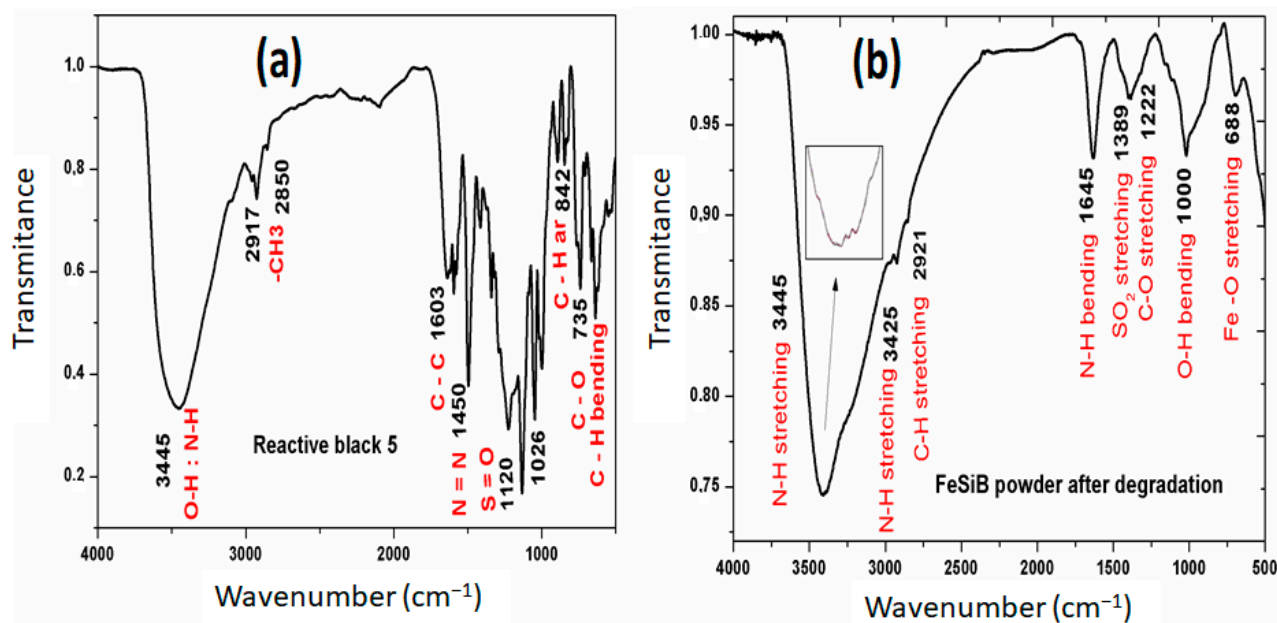 (a)
1.0
0.8
0.6
0.4
0.2
Transmitance
3445
O-H : N-H
2917
2850
-CH3
Reactive black 5
C - C 1603
N = N 1450
S = O
1120
1026
C - H ar 842
735
C - O
C - H bending
4000
3000
2000
1000
Wavenumber (cm−1)
(b)
1.00
0.95
0,90
0.85
0.80
0.75
Transmitance
N-H stretching 3445
N-H stretching 3425
C-H stretching 2921
N-H bending 1645
SO2 stretching 1389
C-O stretching 1222
O-H bending 1000
Fe -O stretching 688
FeSiB powder after degradation
4000
3500
3000
2500
2000
1500
1000
500
Wavenumber (cm−1)